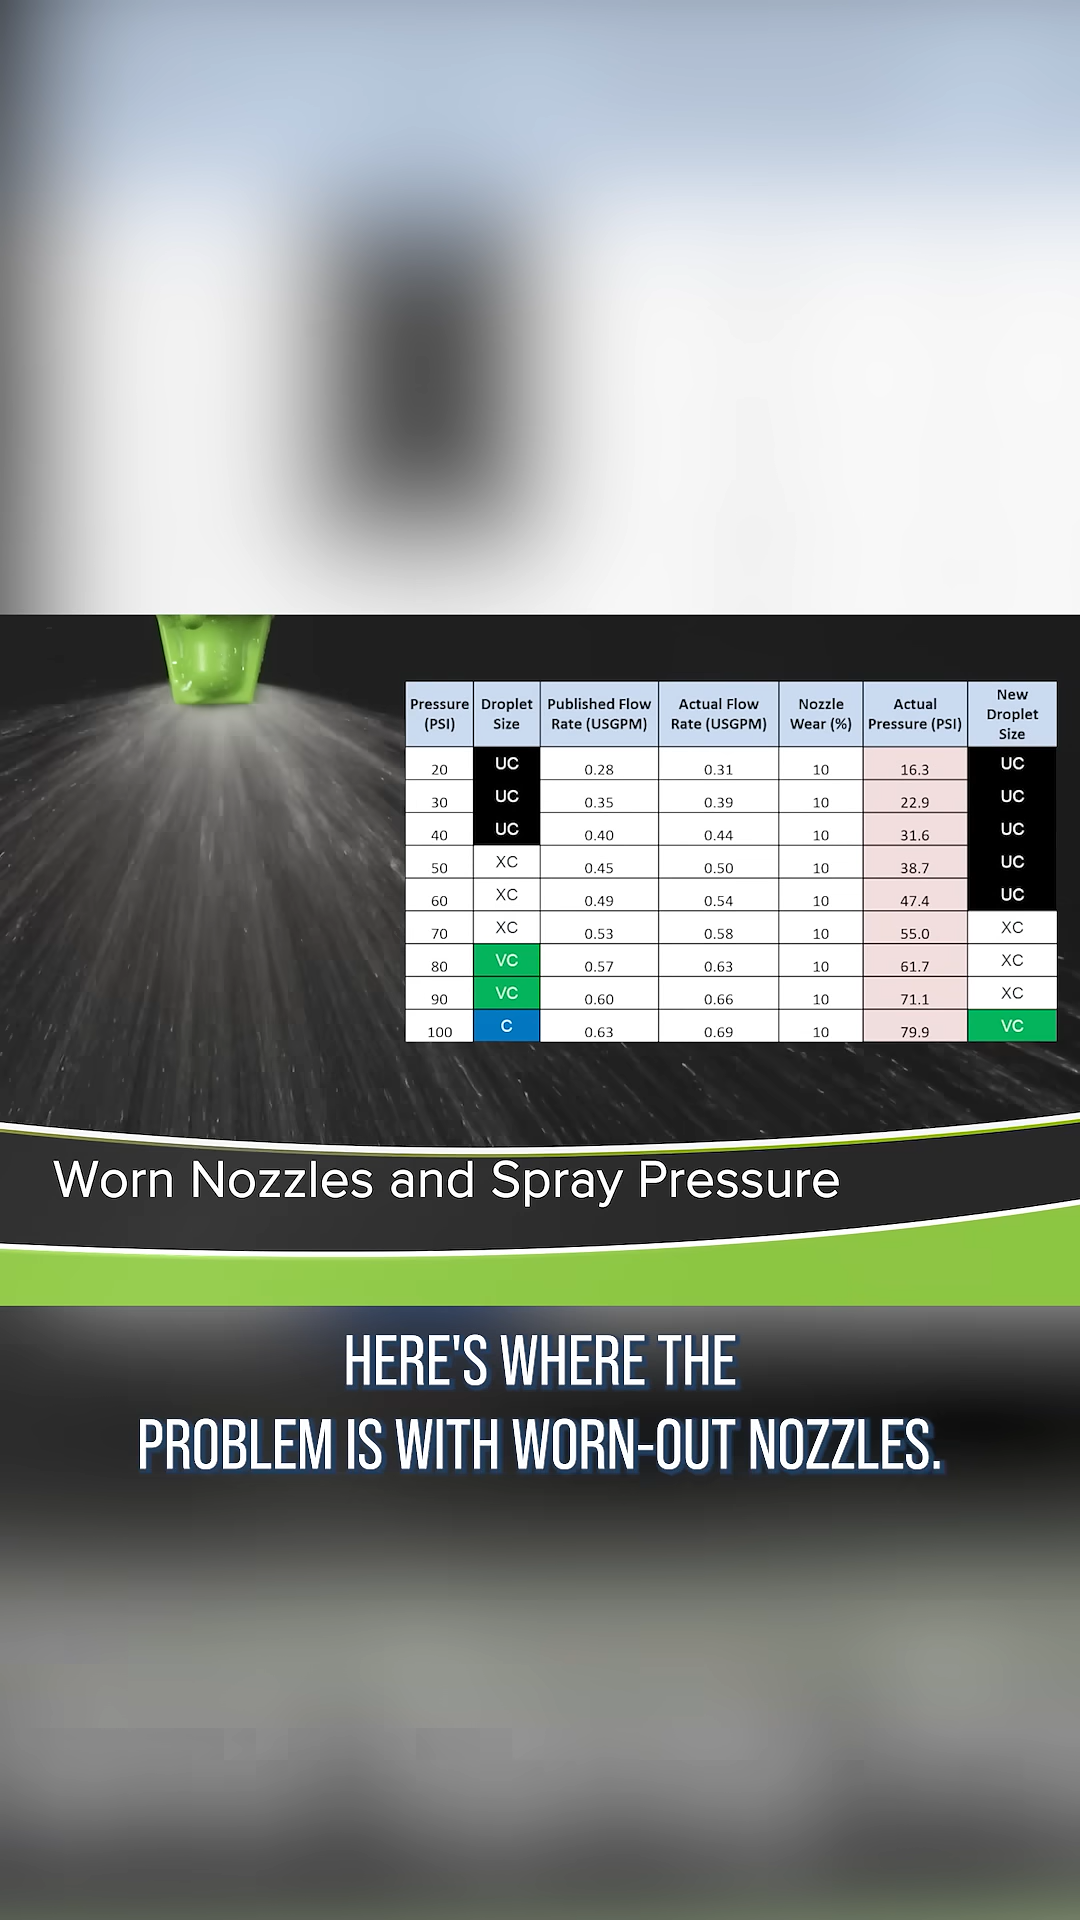 Pressure (PSI) | Droplet Size | Published Flow Rate (USGPM) | Actual Flow Rate (USGPM) | Nozzle Wear (%) | Actual Pressure (PSI) | New Droplet Size
20 | UC | 0.28 | 0.31 | 10 | 16.3 | UC
30 | UC | 0.35 | 0.39 | 10 | 22.9 | UC
40 | UC | 0.40 | 0.44 | 10 | 31.6 | UC
50 | XC | 0.45 | 0.50 | 10 | 38.7 | UC
60 | XC | 0.49 | 0.54 | 10 | 47.4 | UC
70 | XC | 0.53 | 0.58 | 10 | 55.0 | XC
80 | VC | 0.57 | 0.63 | 10 | 61.7 | XC
90 | VC | 0.60 | 0.66 | 10 | 71.1 | XC
100 | C | 0.63 | 0.69 | 10 | 79.9 | VC
Worn Nozzles and Spray Pressure
HERE'S WHERE THE
PROBLEM IS WITH WORN-OUT NOZZLES.